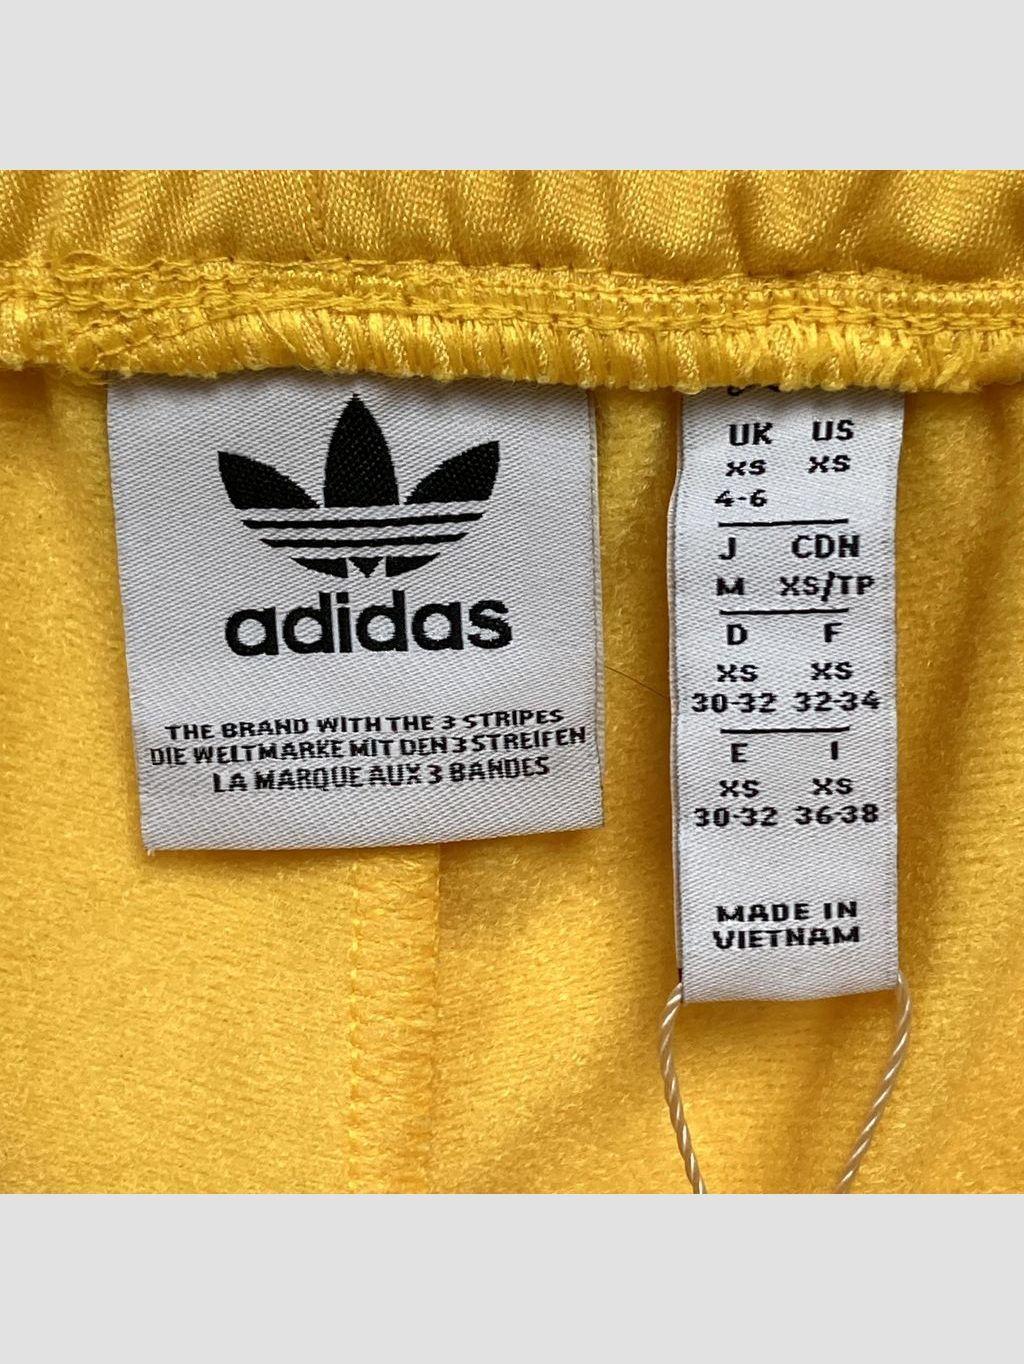 adidas
THE BRAND WITH THE 3 STRIPES
DIE WELTMARKE MIT DEN 3 STREIFEN
LA MARQUE AUX 3 BANDES
UK US
XS XS
4-6
J CDN
M XS/TP
D F
XS XS
30-32 32-34
E I
XS XS
30-32 36-38
MADE IN
VIETNAM